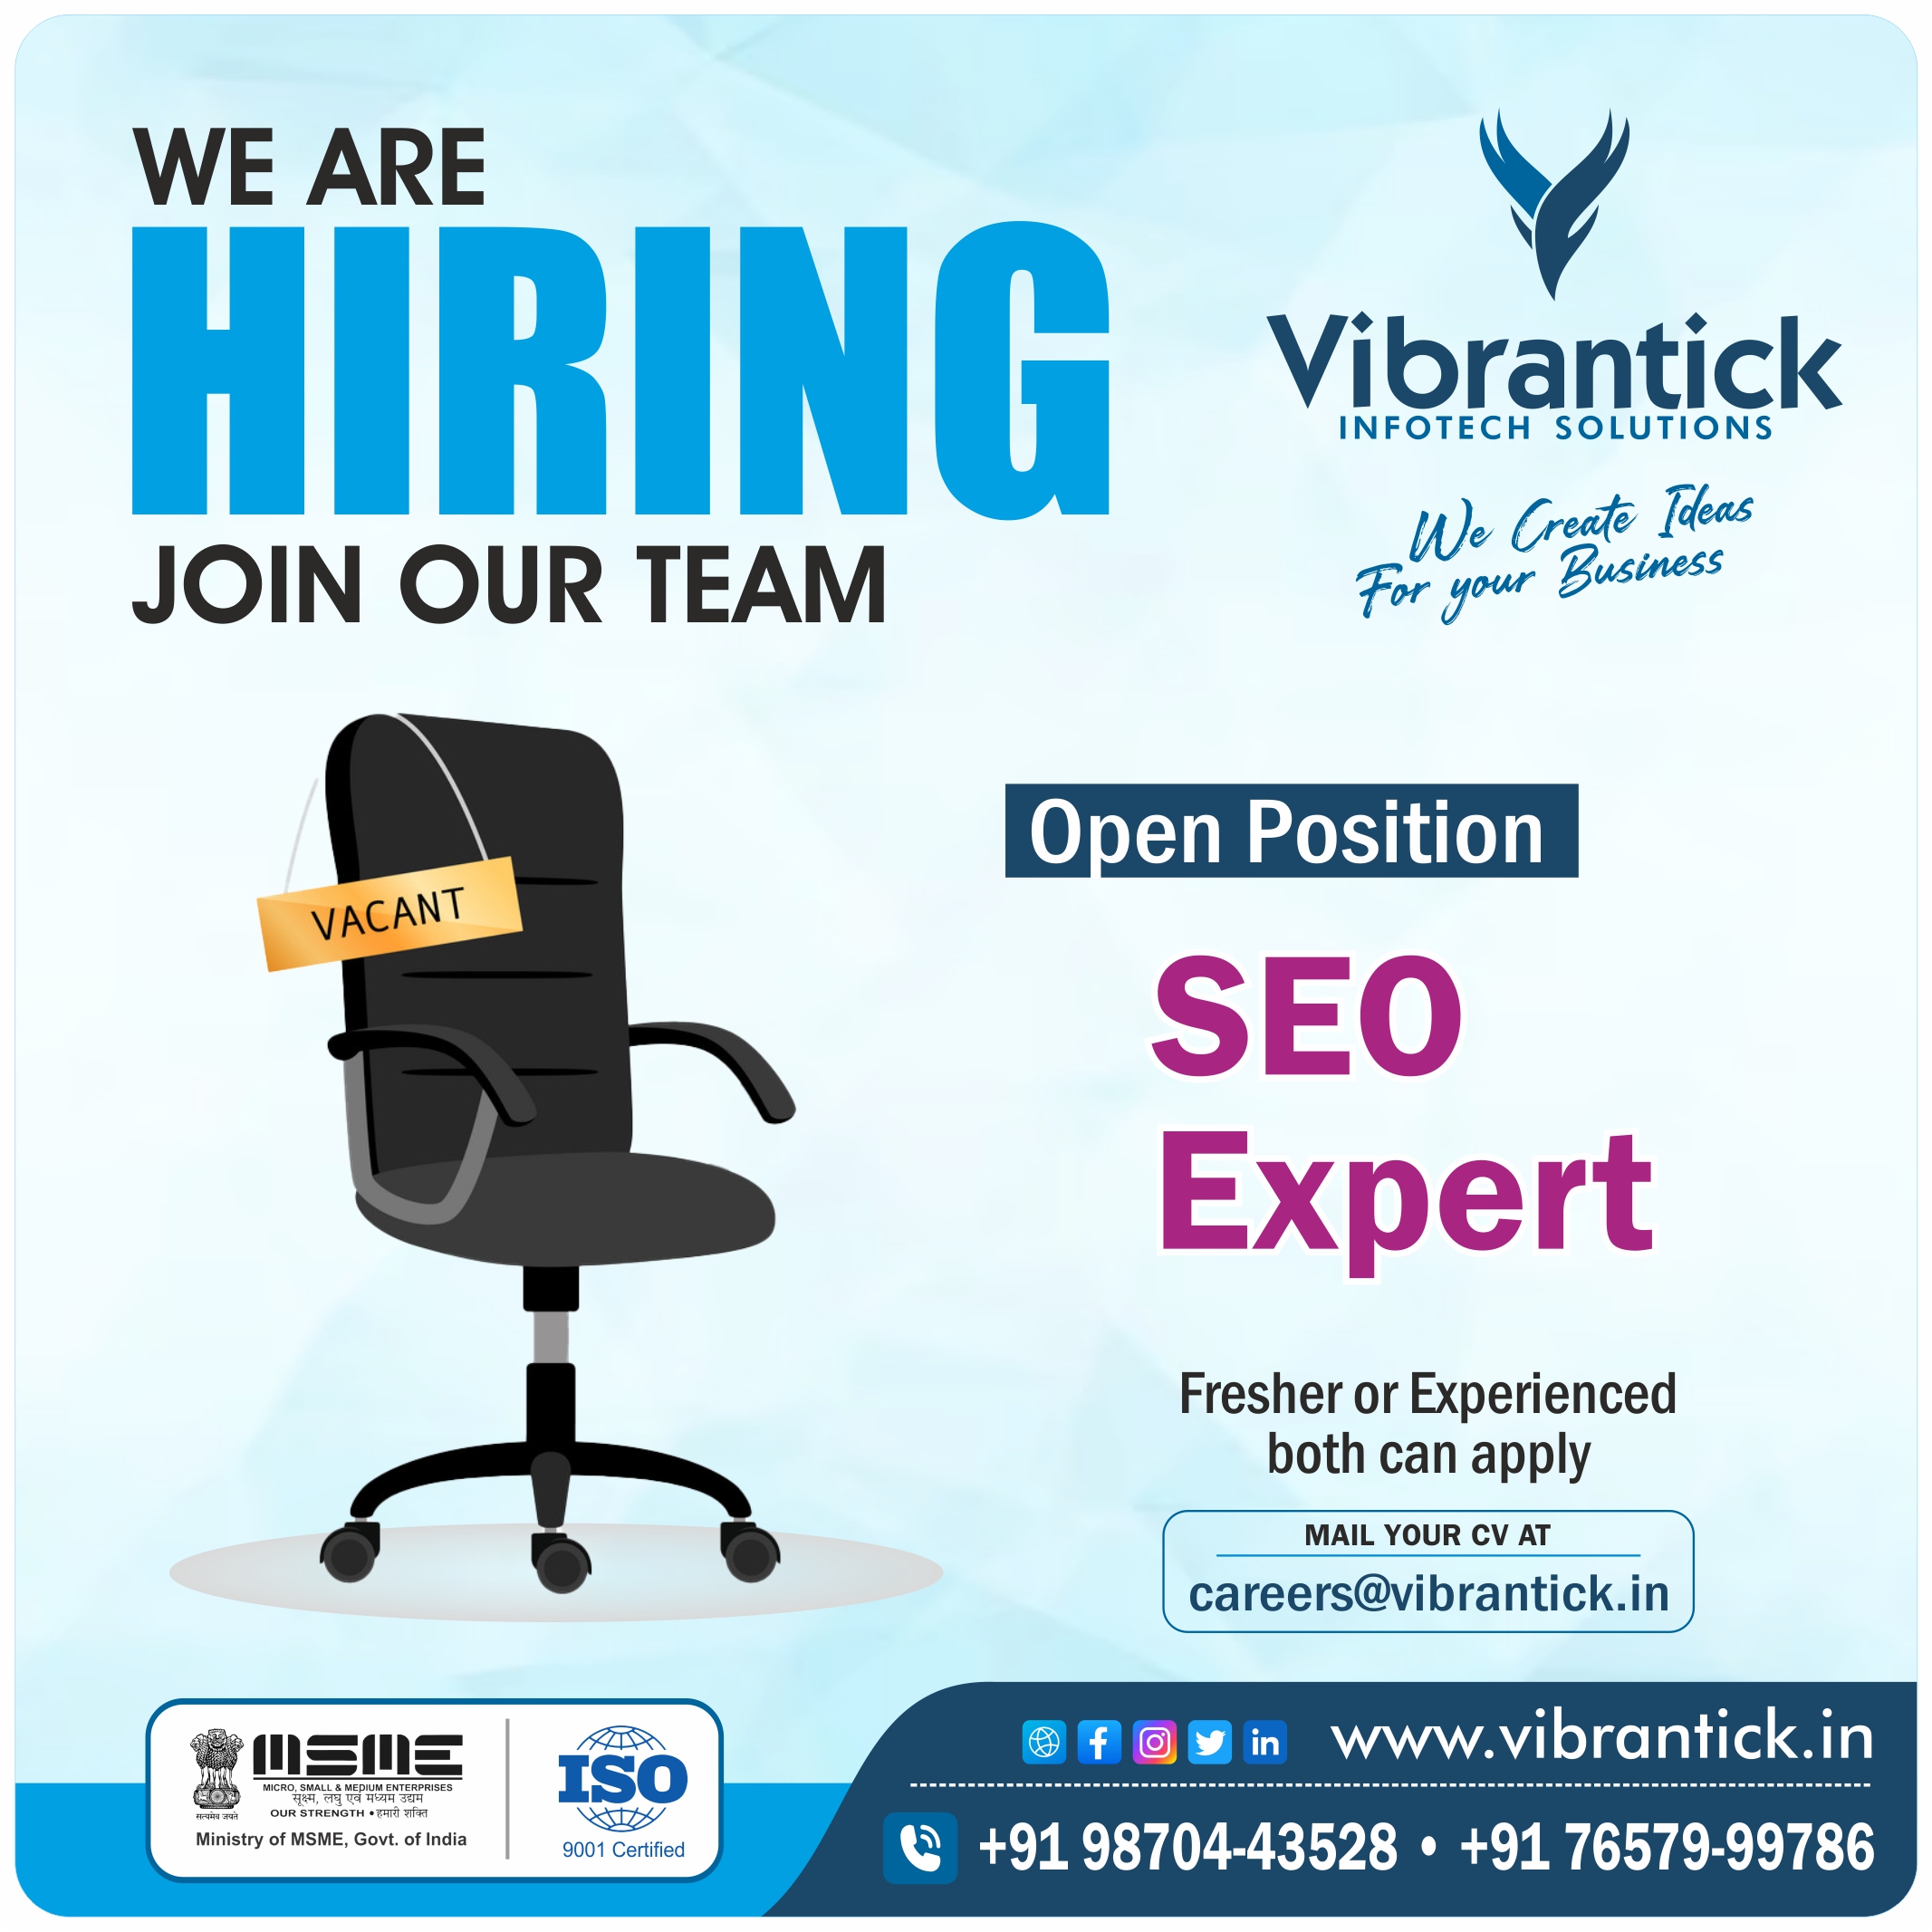 WE ARE
HIRING
JOIN OUR TEAM
Vibrantick
INFOTECH SOLUTIONS
We Create Ideas
For your Business
VACANT
Open Position
SEO
Expert
Fresher or Experienced
both can apply
MAIL YOUR CV AT
careers@vibrantick.in
सत्यमेव जयते
MSME
MICRO, SMALL & MEDIUM ENTERPRISES
सूक्ष्म, लघु एवं मध्यम उद्यम
OUR STRENGTH • हमारी शक्ति
Ministry of MSME, Govt. of India
ISO
9001 Certified
www.vibrantick.in
+91 98704-43528 • +91 76579-99786